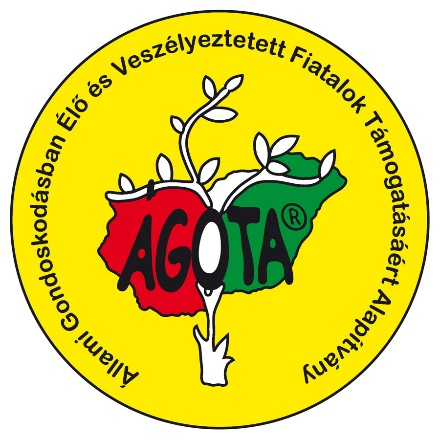 Állami Gondoskodásban Élő és Veszélyeztetett Fiatalok Támogatásáért Alapítvány
ÁGOTA®